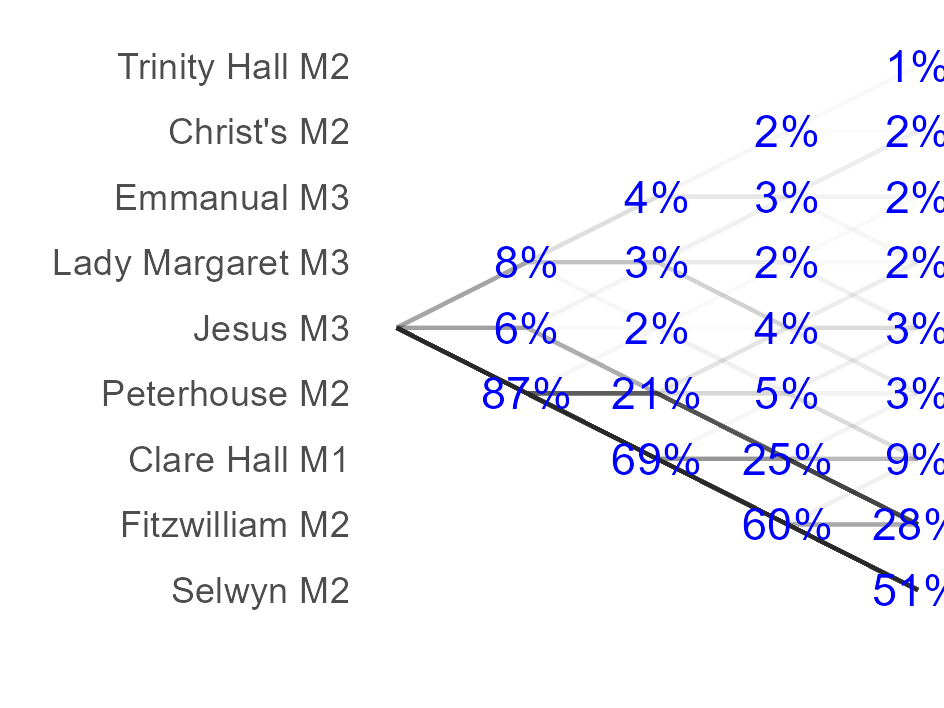 Trinity Hall M2 1%
Christ's M2 2% 2%
Emmanual M3 4% 3% 2%
Lady Margaret M3 8% 3% 2% 2%
Jesus M3 6% 2% 4% 3%
Peterhouse M2 87% 21% 5% 3%
Clare Hall M1 69% 25% 9%
Fitzwilliam M2 60% 28%
Selwyn M2 51%